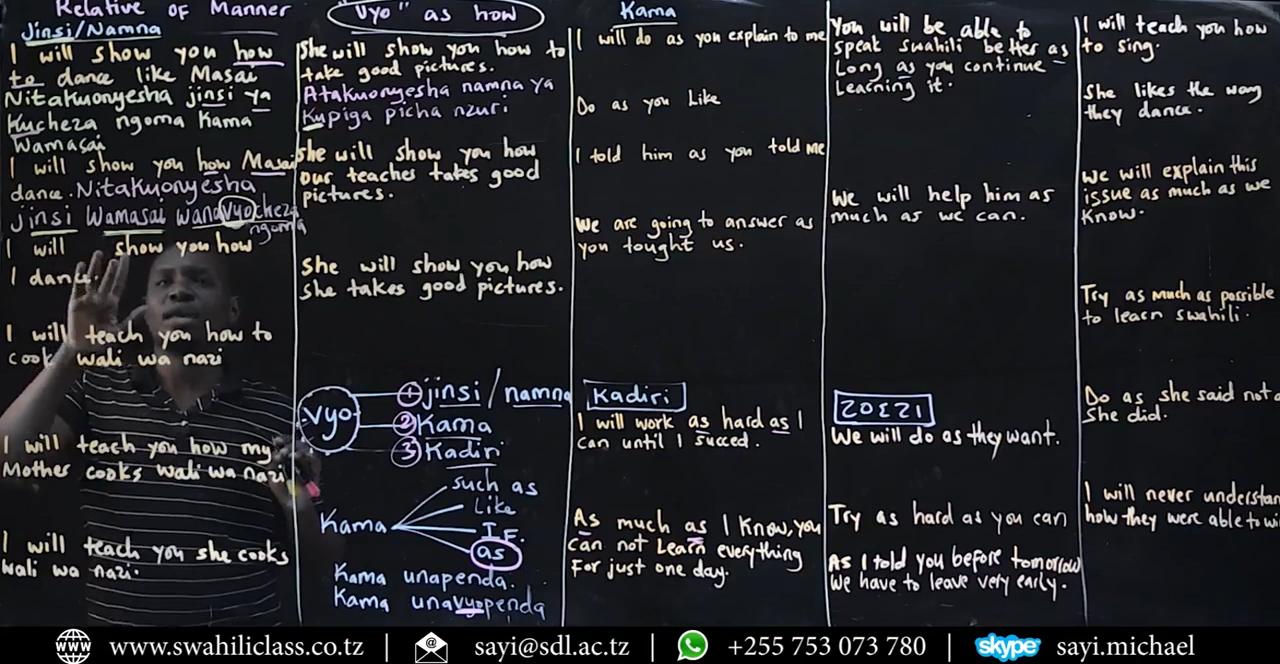 Relative of Manner
Jinsi/Namna
I will show you how
to dance like Masai
Nitakuonyesha jinsi ya
Kucheza ngoma Kama
Wamasai
I will show you how Masai
dance. Nitakuonyesha
Jinsi Wamasai wanavyocheza
ngoma
I will show you how
I dance.
I will teach you how to
cook wali wa nazi
I will teach you how my
Mother cooks wali wa nazi
I will teach you she cooks
wali wa nazi.
"Vyo" as how
She will show you how to
take good pictures.
Atakuonyesha namna ya
Kupiga picha nzuri
She will show you how
our teaches takes good
pictures.
She will show you how
she takes good pictures.
Vyo
1 jinsi/namna
2 Kama
3 Kadiri
Kama
such as
Like
IF.
as
Kama unapenda.
Kama unavyopenda
Kama
I will do as you explain to me
Do as you Like
I told him as you told me
We are going to answer as
you tought us.
Kadiri
I will work as hard as I
can until I succed.
As much as I know, you
can not Learn everything
For just one day.
You will be able to
speak swahili better as
Long as you continue
Learning it.
We will help him as
much as we can.
We will do as they want.
Try as hard as you can
As I told you before tomorrow
We have to leave very early.
I will teach you how
to sing.
She likes the way
they dance.
We will explain this
issue as much as we
Know.
Try as much as possible
to learn swahili.
Do as she said not a
She did.
I will never understan
how they were able to wi
www.swahiliclass.co.tz | sayi@sdl.ac.tz | +255 753 073 780 | skype sayi.michael